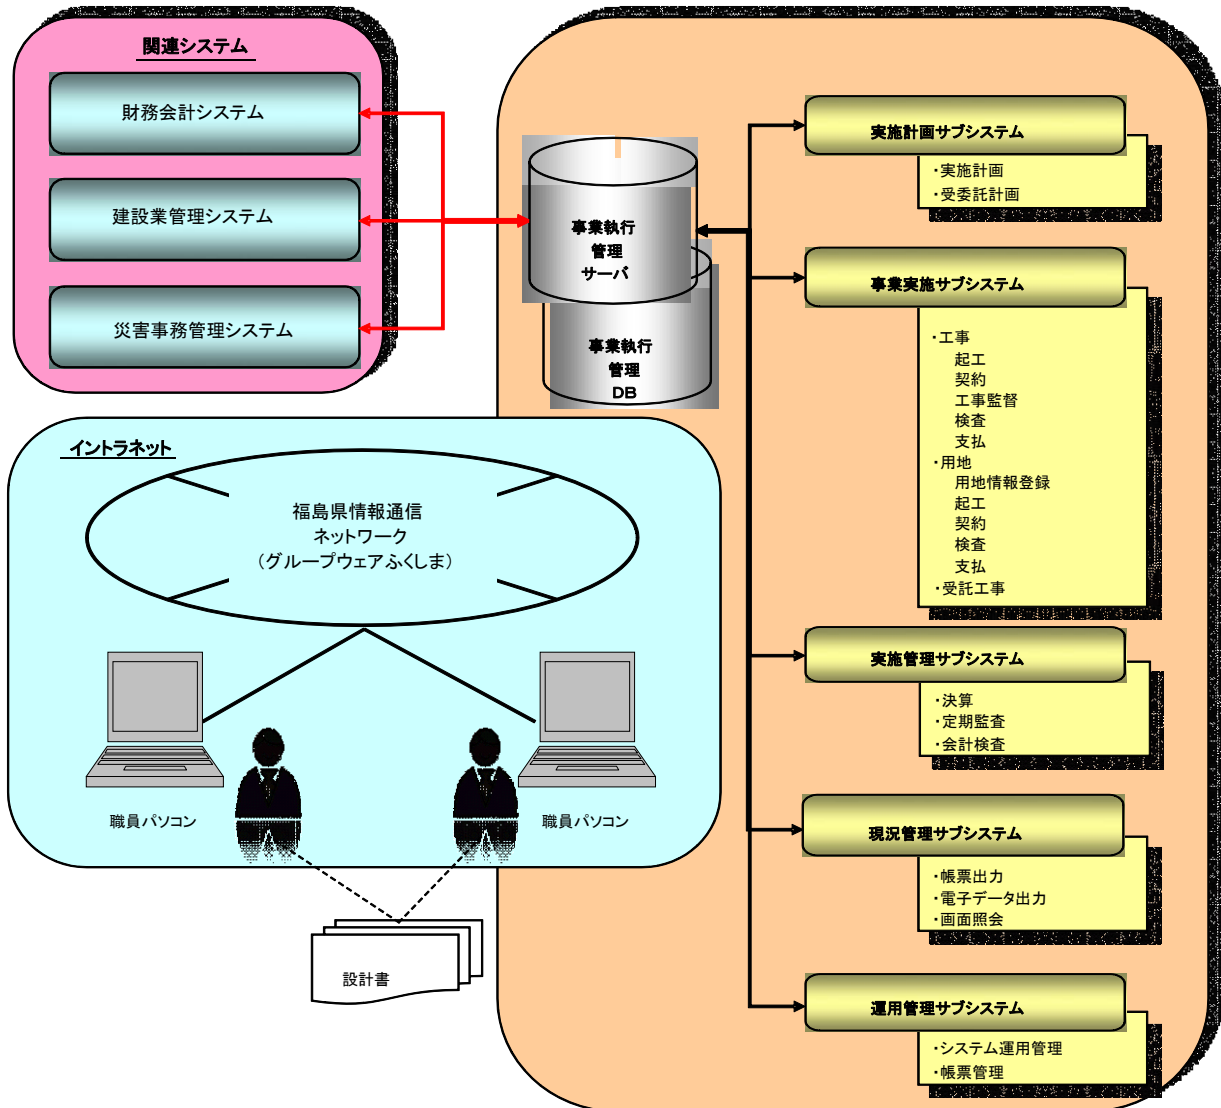 関連システム
財務会計システム
建設業管理システム
災害事務管理システム
事業執行
管理
サーバ
事業執行
管理
DB
実施計画サブシステム
・実施計画
・受委託計画
事業実施サブシステム
・工事
起工
契約
工事監督
検査
支払
・用地
用地情報登録
起工
契約
検査
支払
・受託工事
実施管理サブシステム
・決算
・定期監査
・会計検査
現況管理サブシステム
・帳票出力
・電子データ出力
・画面照会
運用管理サブシステム
・システム運用管理
・帳票管理
イントラネット
福島県情報通信
ネットワーク
（グループウェアふくしま）
職員パソコン
職員パソコン
設計書